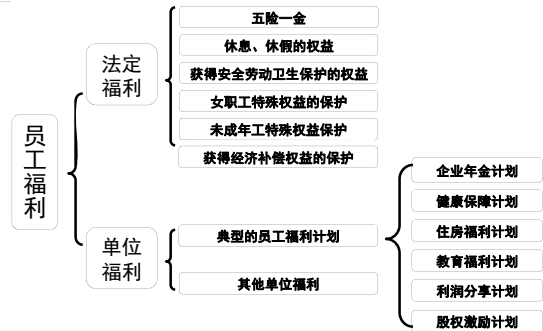 员工福利
法定
福利
五险一金
休息、休假的权益
获得安全劳动卫生保护的权益
女职工特殊权益的保护
未成年工特殊权益保护
获得经济补偿权益的保护
单位
福利
典型的员工福利计划
其他单位福利
企业年金计划
健康保障计划
住房福利计划
教育福利计划
利润分享计划
股权激励计划